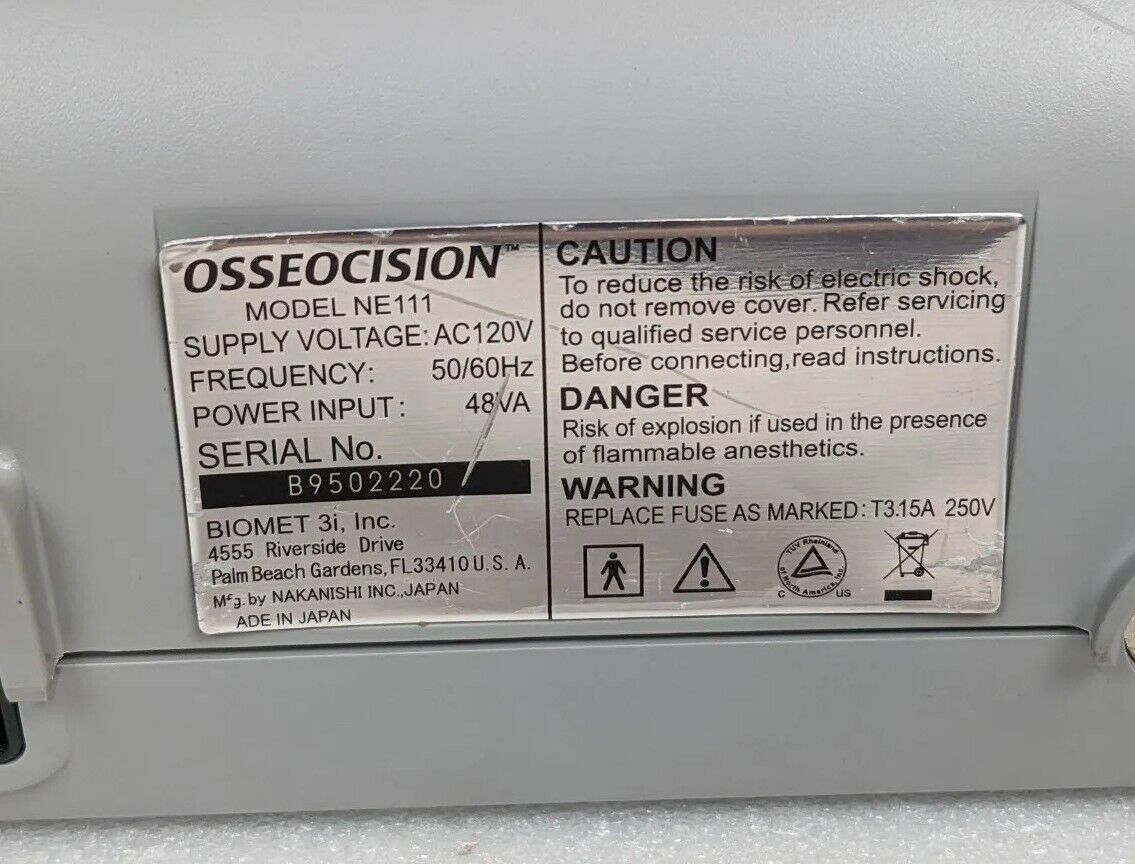 OSSEOCISION™
MODEL NE111
SUPPLY VOLTAGE: AC120V
FREQUENCY: 50/60Hz
POWER INPUT: 48VA
SERIAL No.
B9502220
BIOMET 3i, Inc.
4555 Riverside Drive
Palm Beach Gardens, FL33410 U. S. A.
Mfg. by NAKANISHI INC., JAPAN
ADE IN JAPAN
CAUTION
To reduce the risk of electric shock,
do not remove cover. Refer servicing
to qualified service personnel.
Before connecting, read instructions.
DANGER
Risk of explosion if used in the presence
of flammable anesthetics.
WARNING
REPLACE FUSE AS MARKED: T3.15A 250V
TUV Rheinland
of North America, Inc.
C US